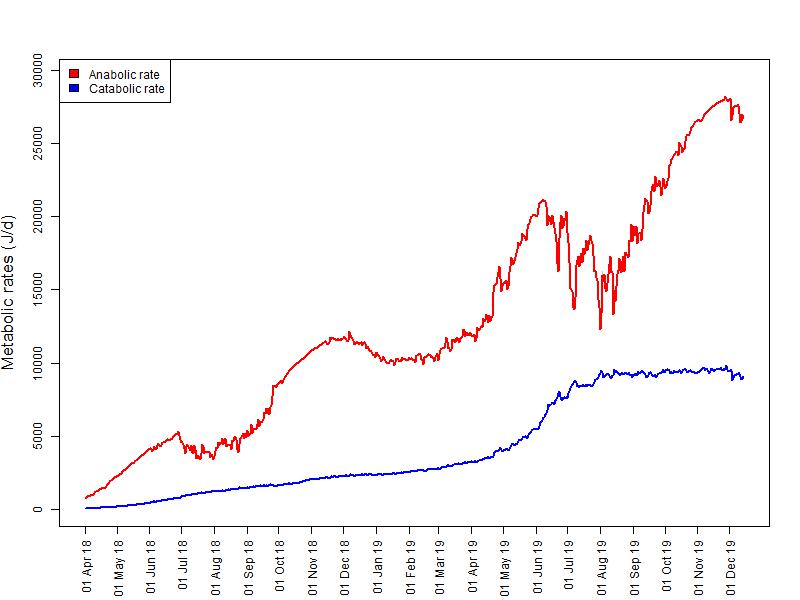 Anabolic rate
Catabolic rate
Metabolic rates (J/d)
30000
25000
20000
15000
10000
5000
0
01 Apr 18
01 May 18
01 Jun 18
01 Jul 18
01 Aug 18
01 Sep 18
01 Oct 18
01 Nov 18
01 Dec 18
01 Jan 19
01 Feb 19
01 Mar 19
01 Apr 19
01 May 19
01 Jun 19
01 Jul 19
01 Aug 19
01 Sep 19
01 Oct 19
01 Nov 19
01 Dec 19